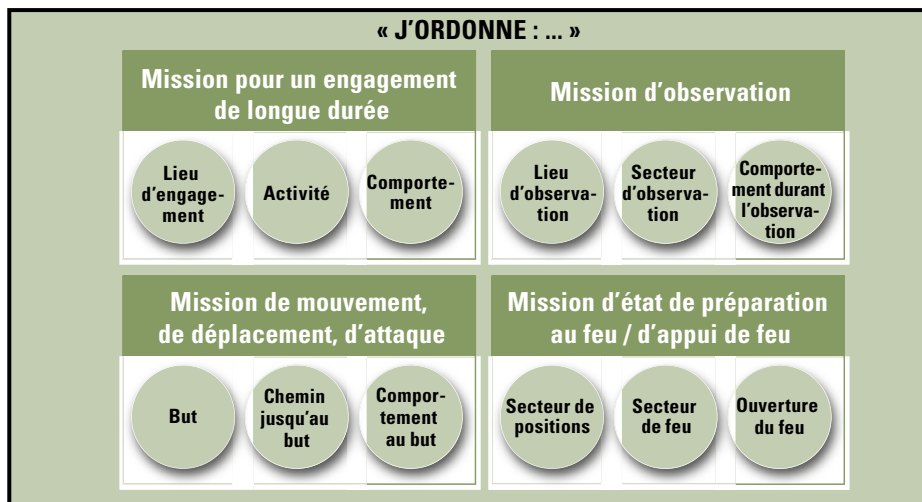 « J’ORDONNE : ... »
Mission pour un engagement
de longue durée
Lieu
d’engage-
ment
Activité
Comporte-
ment
Mission d’observation
Lieu
d’observa-
tion
Secteur
d’observa-
tion
Comporte-
ment durant
l’observa-
tion
Mission de mouvement,
de déplacement, d’attaque
But
Chemin
jusqu’au
but
Compor-
tement
au but
Mission d’état de préparation
au feu / d’appui de feu
Secteur de
positions
Secteur
de feu
Ouverture
du feu